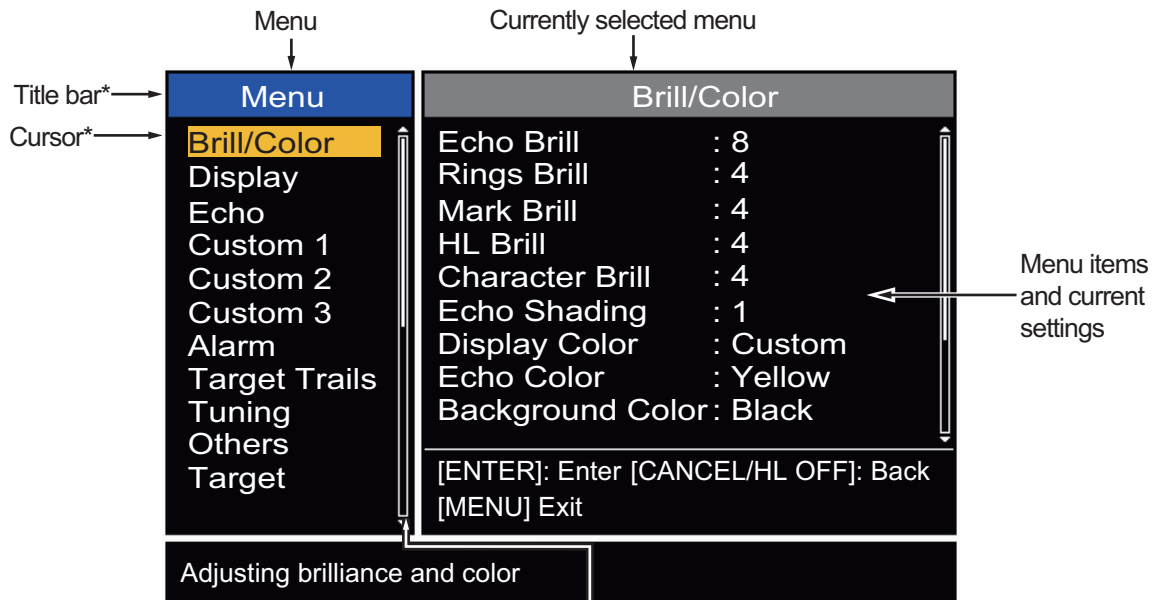 Menu
Currently selected menu
Title bar*
Cursor*
Menu
Brill/Color
Display
Echo
Custom 1
Custom 2
Custom 3
Alarm
Target Trails
Tuning
Others
Target
Brill/Color
Echo Brill : 8
Rings Brill : 4
Mark Brill : 4
HL Brill : 4
Character Brill : 4
Echo Shading : 1
Display Color : Custom
Echo Color : Yellow
Background Color : Black
[ENTER]: Enter [CANCEL/HL OFF]: Back
[MENU] Exit
Menu items
and current
settings
Adjusting brilliance and color